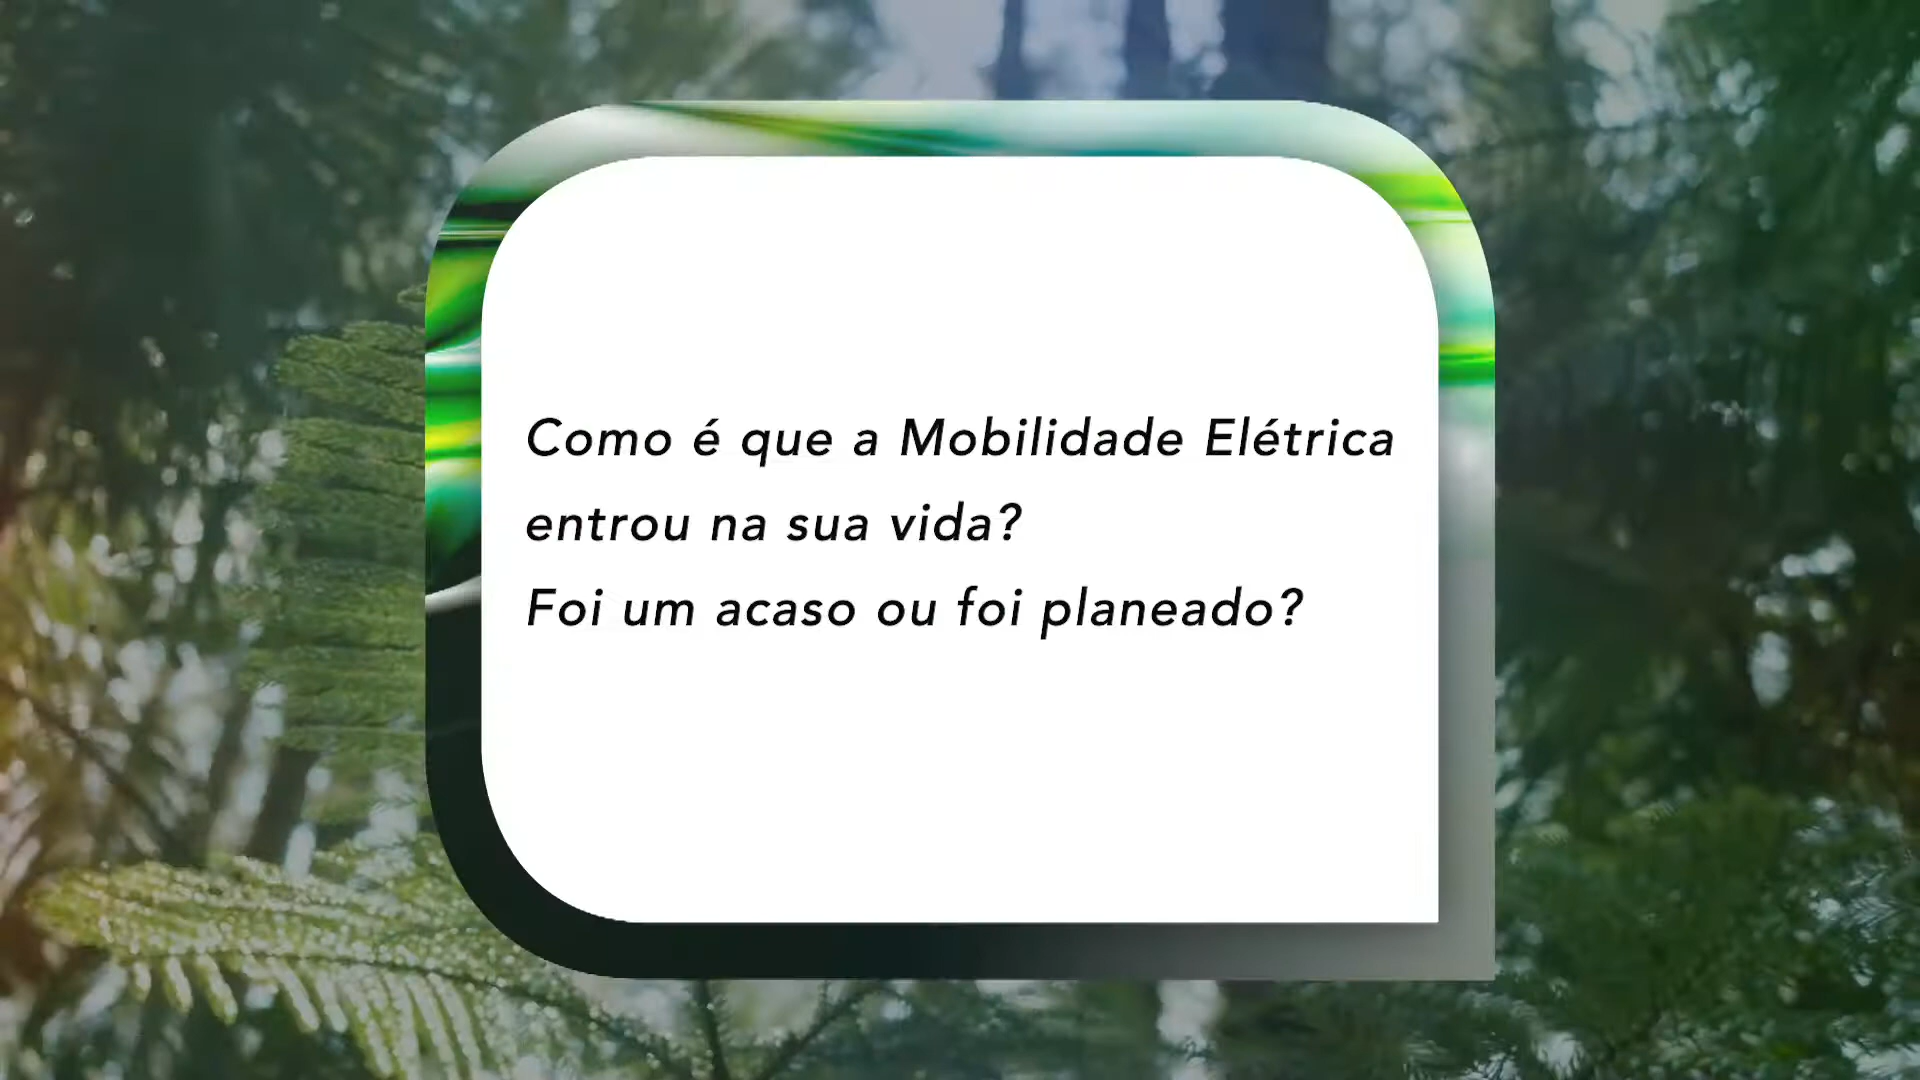 Como é que a Mobilidade Elétrica
entrou na sua vida?
Foi um acaso ou foi planeado?